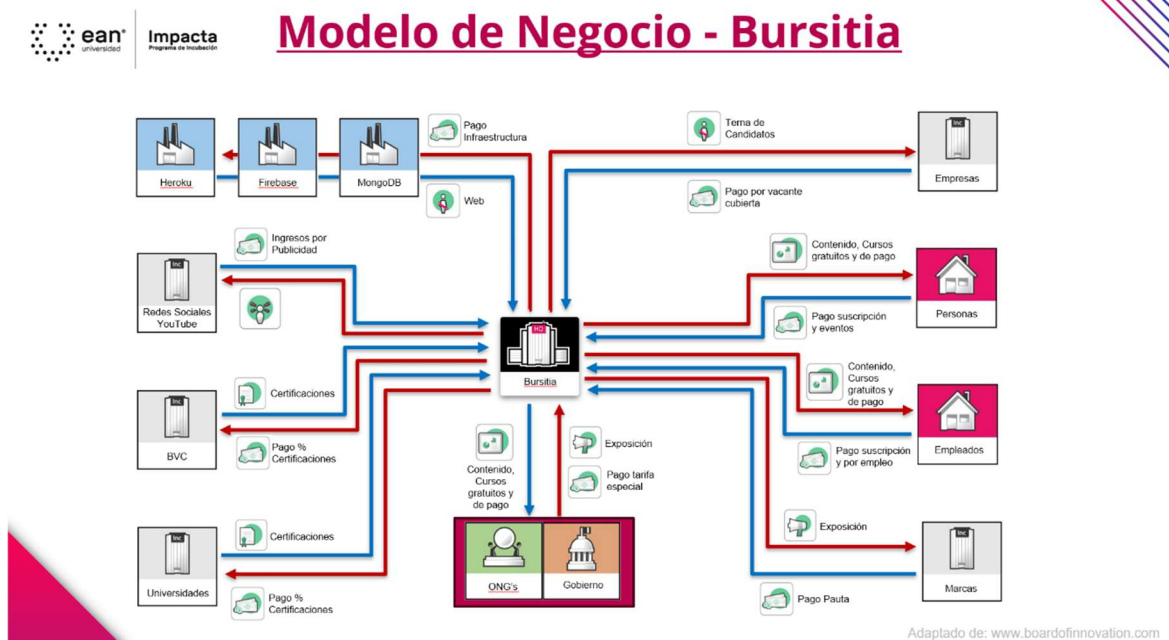 ean®
universidad
Impacta
Programa de Incubación
Modelo de Negocio - Bursitia
Heroku
Firebase
MongoDB
Pago
Infraestructura
Web
Terna de
Candidatos
Pago por vacante
cubierta
Inc
Empresas
Ingresos por
Publicidad
Inc
Redes Sociales
YouTube
Contenido, Cursos
gratuitos y de pago
Pago suscripción
y eventos
Personas
HQ
Bursitia
Certificaciones
Inc
BVC
Pago %
Certificaciones
Contenido,
Cursos
gratuitos y
de pago
Pago suscripción
y por empleo
Empleados
Contenido,
Cursos
gratuitos y
de pago
Exposición
Pago tarifa
especial
ONG's
Gobierno
Certificaciones
Inc
Universidades
Pago %
Certificaciones
Exposición
Pago Pauta
Inc
Marcas
Adaptado de: www.boardofinnovation.com